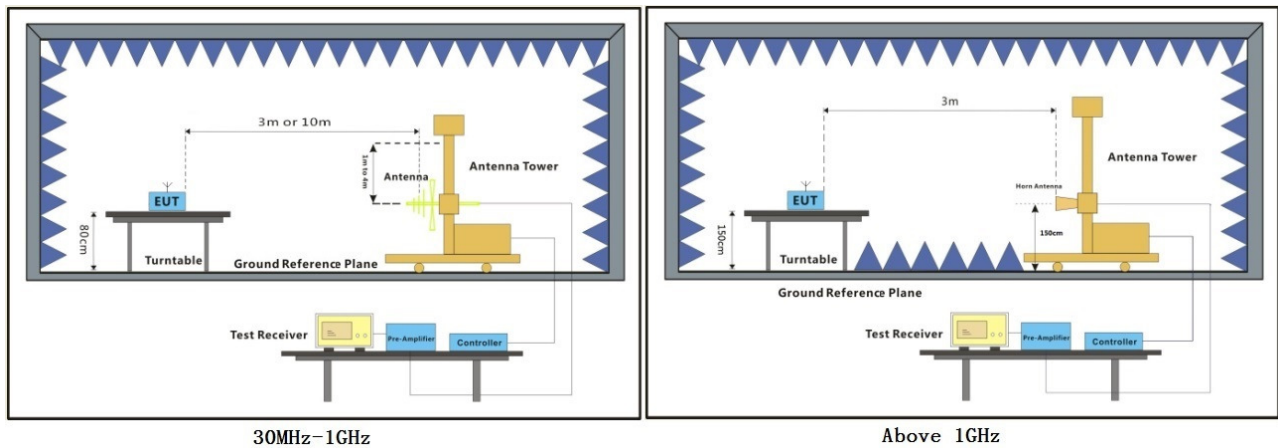 3m or 10m
1m to 4m
Antenna
Antenna Tower
EUT
80cm
Turntable
Ground Reference Plane
Test Receiver
Pre-Amplifier
Controller
30MHz-1GHz
3m
Antenna Tower
Horn Antenna
EUT
150cm
150cm
Turntable
Ground Reference Plane
Test Receiver
Pre-Amplifier
Controller
Above 1GHz